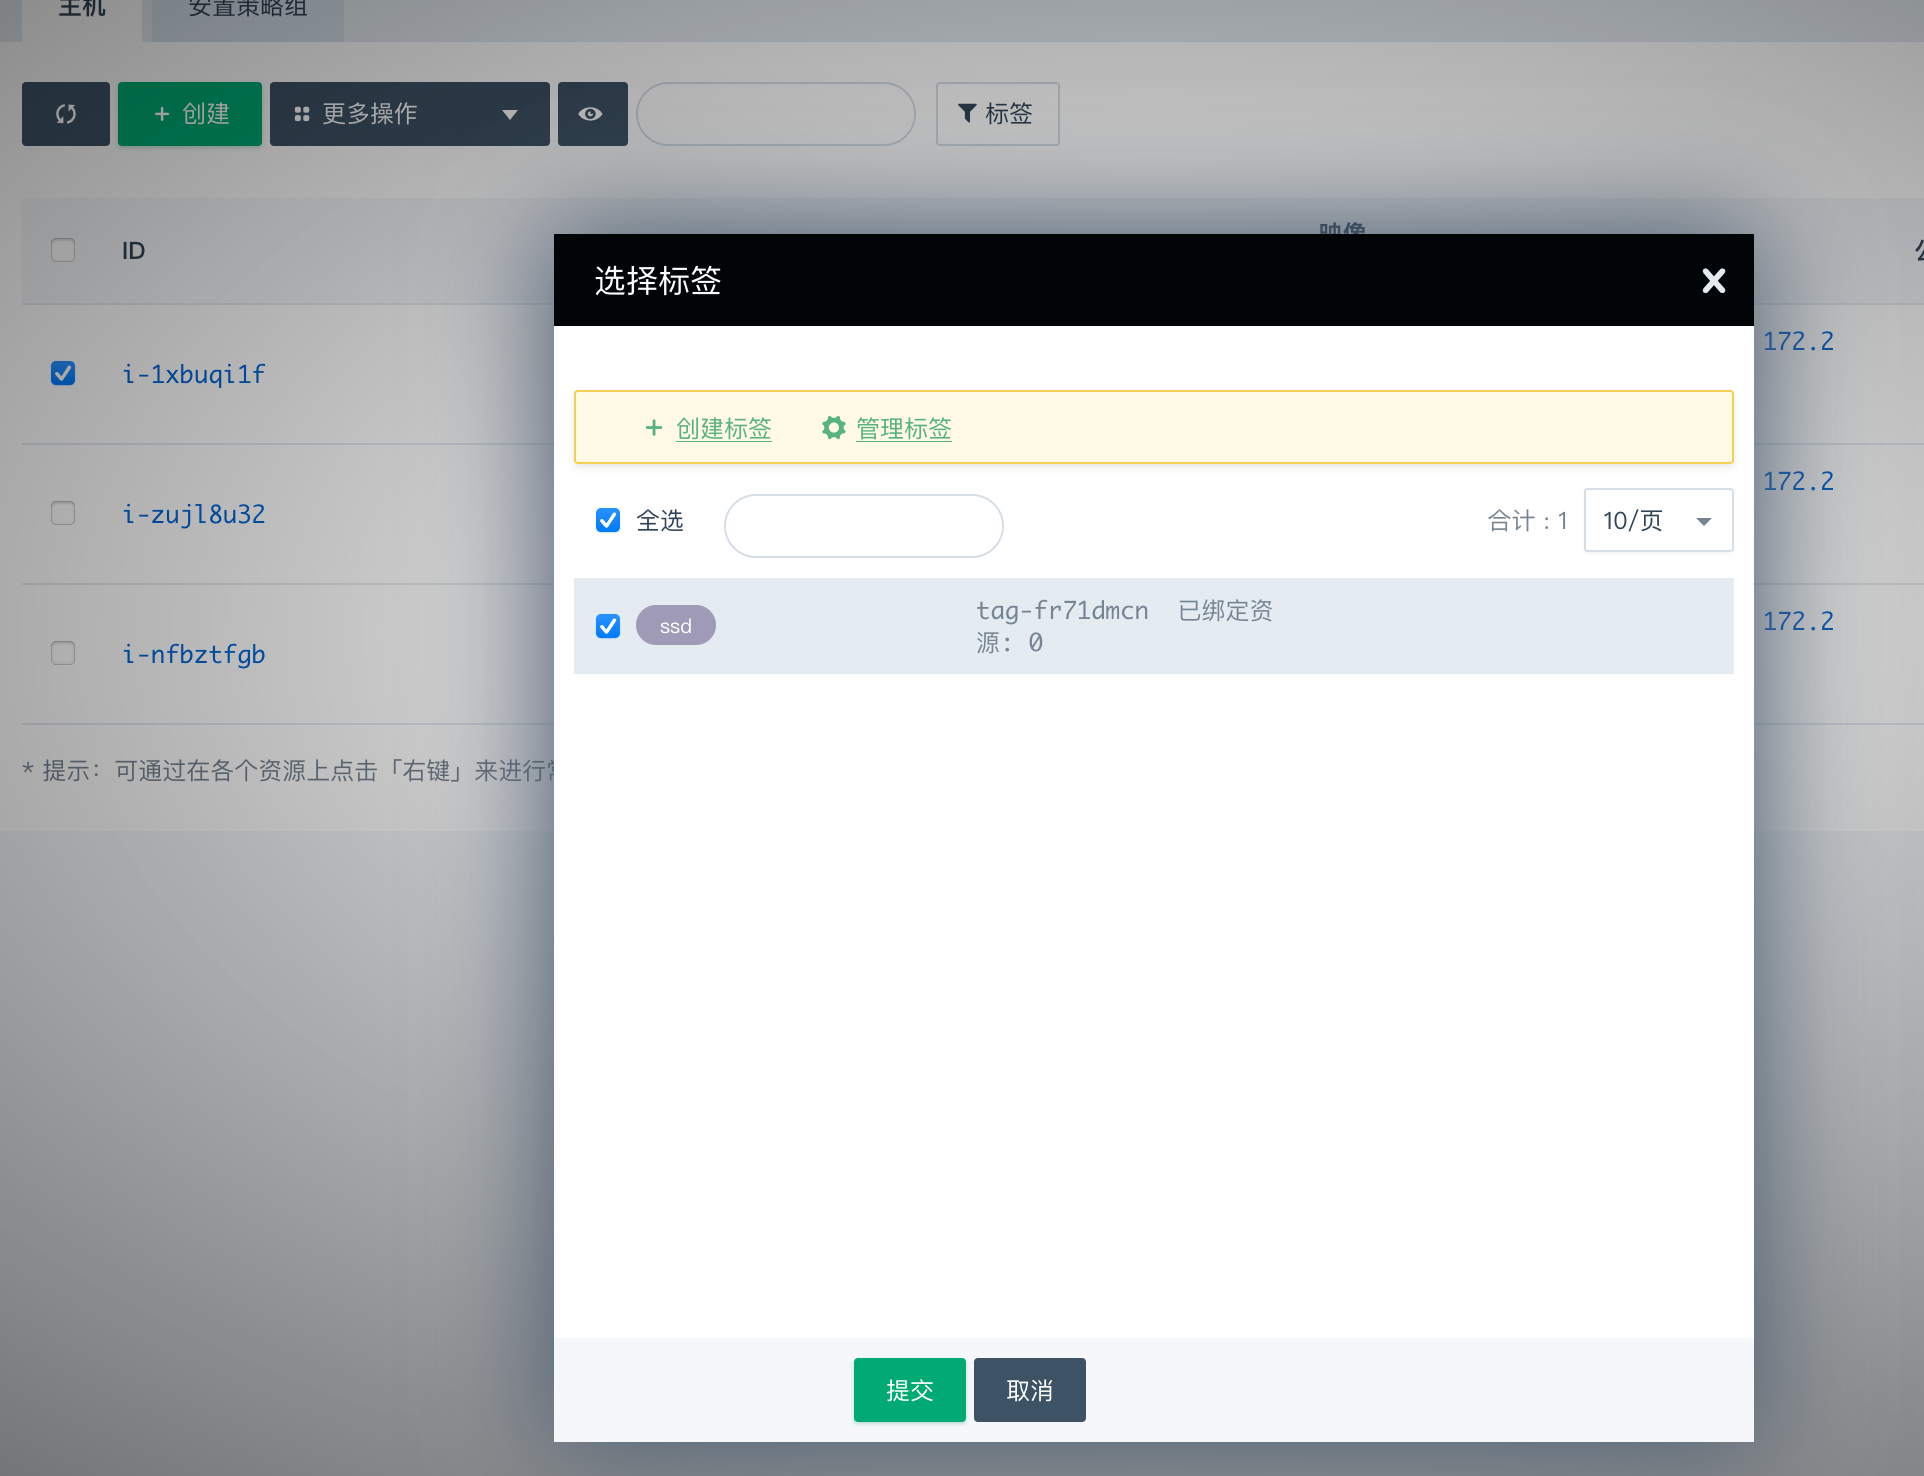 主机
安置策略组
创建
更多操作
标签
ID
映像
选择标签
i-1xbuqi1f
172.2
创建标签
管理标签
i-zujl8u32
172.2
全选
合计：1
10/页
ssd
tag-fr71dmcn 已绑定资
源: 0
i-nfbztfgb
172.2
* 提示: 可通过在各个资源上点击「右键」来进行
提交
取消